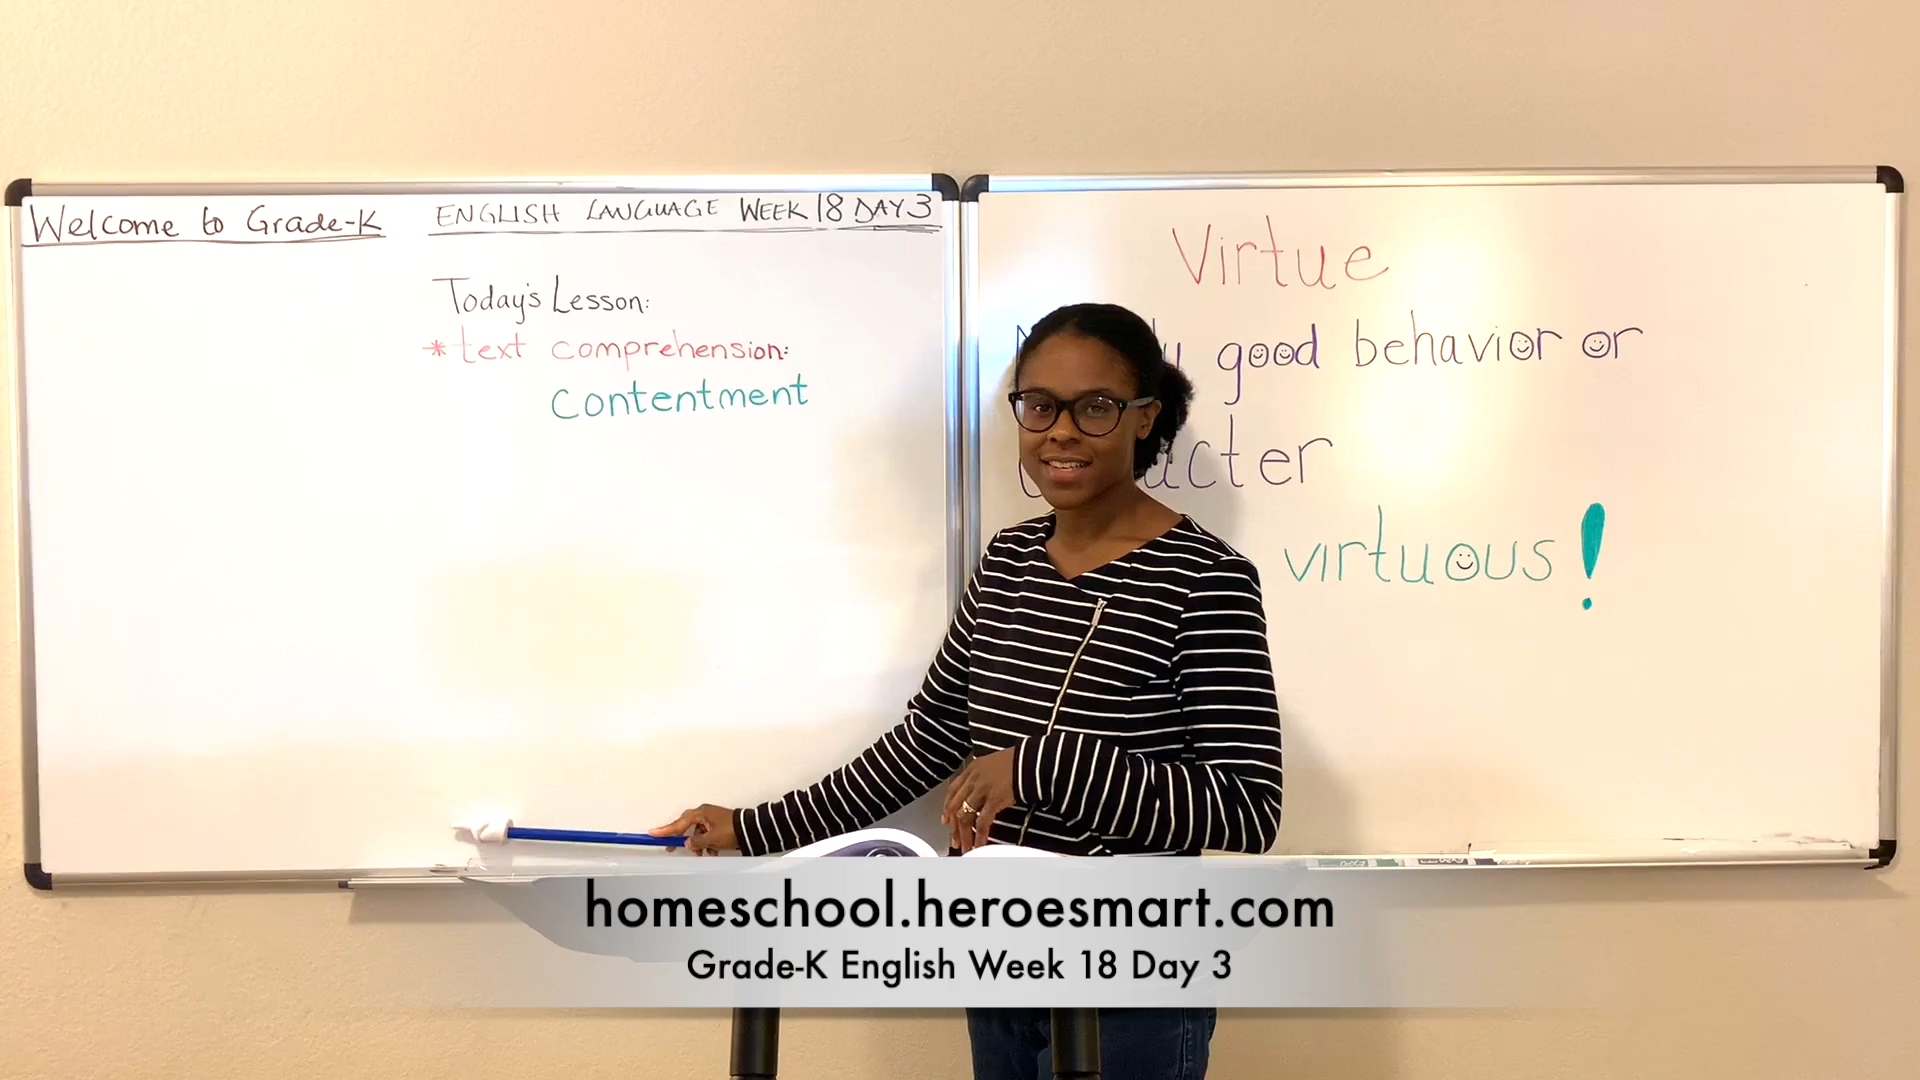 Welcome to Grade-K
ENGLISH LANGUAGE WEEK 18 DAY 3
Today's Lesson:
* text comprehension:
Contentment
Virtue
good behavior or
virtuous!
homeschool.heroesmart.com
Grade-K English Week 18 Day 3